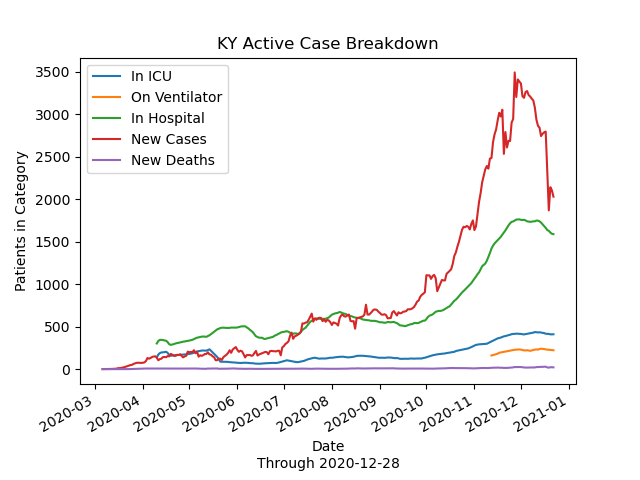 KY Active Case Breakdown
In ICU
On Ventilator
In Hospital
New Cases
New Deaths
Patients in Category
3500
3000
2500
2000
1500
1000
500
0
2020-03
2020-04
2020-05
2020-06
2020-07
2020-08
2020-09
2020-10
2020-11
2020-12
2021-01
Date
Through 2020-12-28